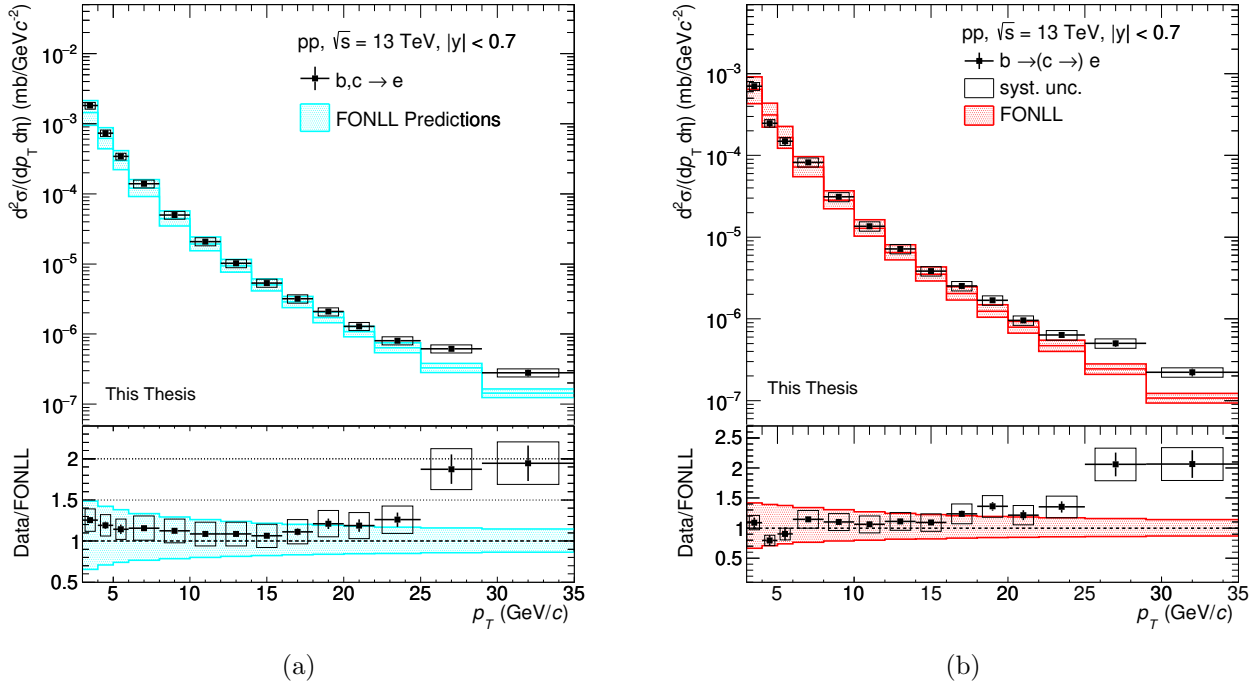 d²σ/(dp_T dη) (mb/GeVc⁻²)
10⁻²
10⁻³
10⁻⁴
10⁻⁵
10⁻⁶
10⁻⁷
pp, √s = 13 TeV, |y| < 0.7
b,c → e
FONLL Predictions
This Thesis
Data/FONLL
2
1.5
1
0.5
5 10 15 20 25 30 35
p_T (GeV/c)
(a)
d²σ/(dp_T dη) (mb/GeVc⁻²)
10⁻³
10⁻⁴
10⁻⁵
10⁻⁶
10⁻⁷
pp, √s = 13 TeV, |y| < 0.7
b →(c →) e
syst. unc.
FONLL
This Thesis
Data/FONLL
2.5
2
1.5
1
0.5
5 10 15 20 25 30 35
p_T (GeV/c)
(b)